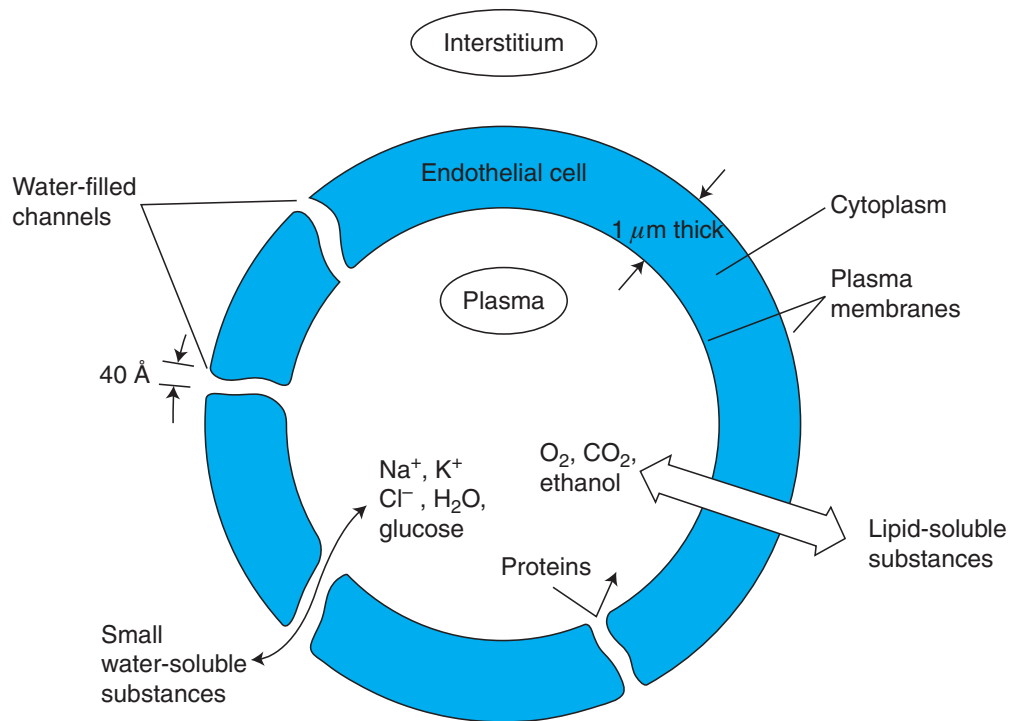 Interstitium
Endothelial cell
Water-filled
channels
1 μm thick
Cytoplasm
Plasma
membranes
Plasma
40 Å
Na⁺, K⁺
Cl⁻ , H₂O,
glucose
O₂, CO₂,
ethanol
Lipid-soluble
substances
Proteins
Small
water-soluble
substances